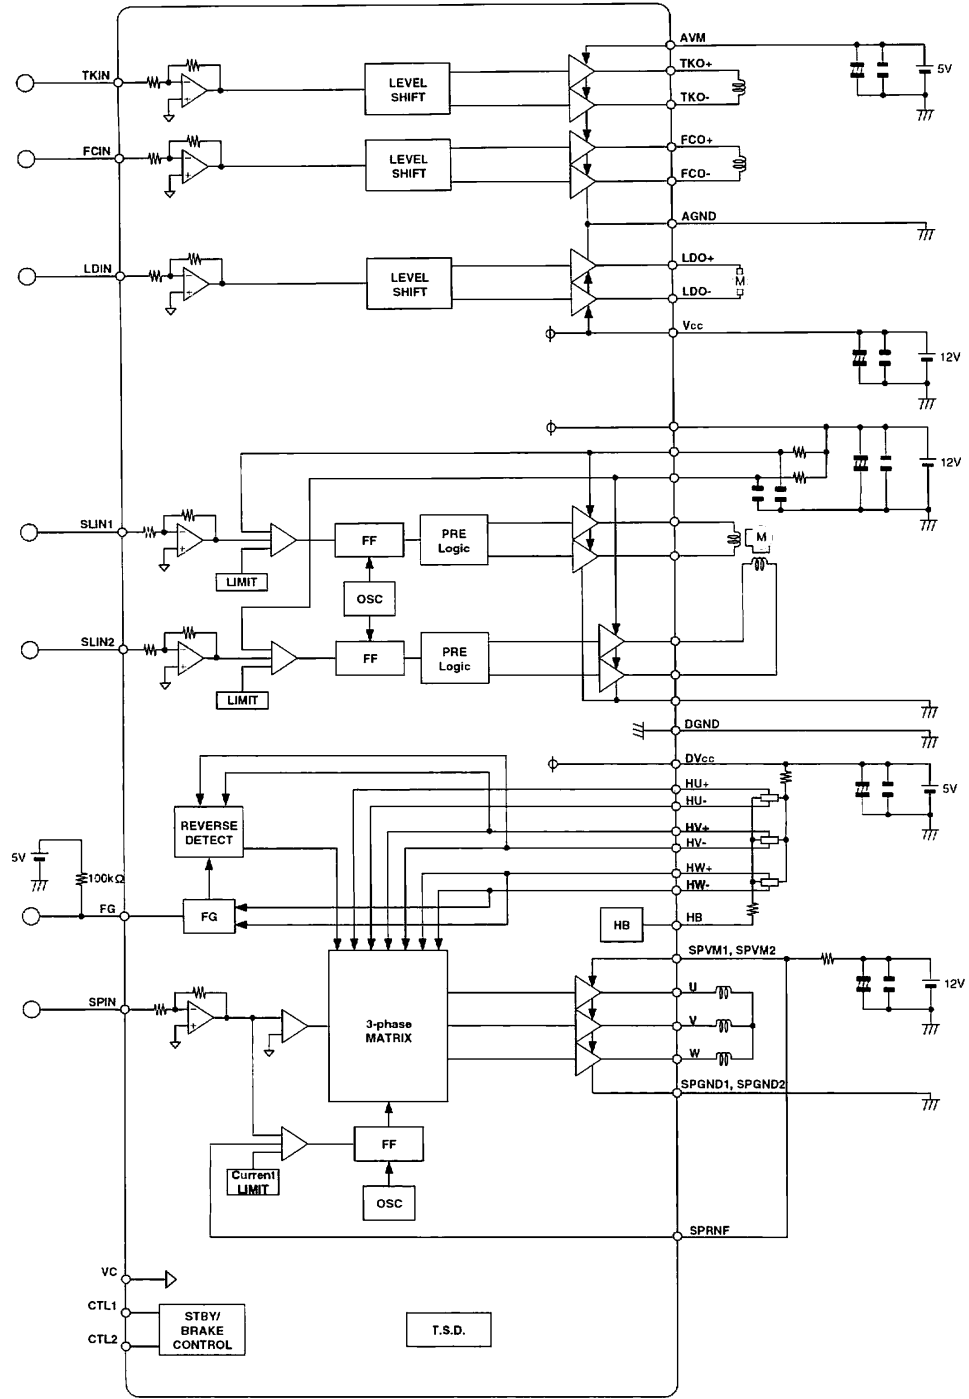 AVM
5V
TKIN
LEVEL
SHIFT
TKO+
TKO-
FCIN
LEVEL
SHIFT
FCO+
FCO-
AGND
LDIN
LEVEL
SHIFT
LDO+
M
LDO-
Vcc
12V
12V
SLIN1
LIMIT
FF
PRE
Logic
M
OSC
SLIN2
LIMIT
FF
PRE
Logic
DGND
DVcc
5V
HU+
HU-
REVERSE
DETECT
HV+
HV-
5V
100kΩ
HW+
HW-
FG
FG
HB
HB
SPVM1, SPVM2
12V
SPIN
3-phase
MATRIX
U
V
W
SPGND1, SPGND2
FF
Current
LIMIT
OSC
SPRNF
VC
CTL1
CTL2
STBY/
BRAKE
CONTROL
T.S.D.